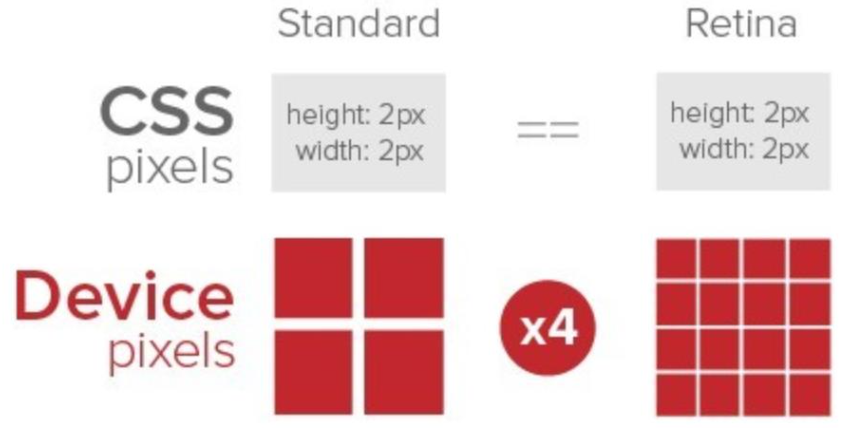 Standard
Retina
CSS
pixels
height: 2px
width: 2px
==
height: 2px
width: 2px
Device
pixels
x4